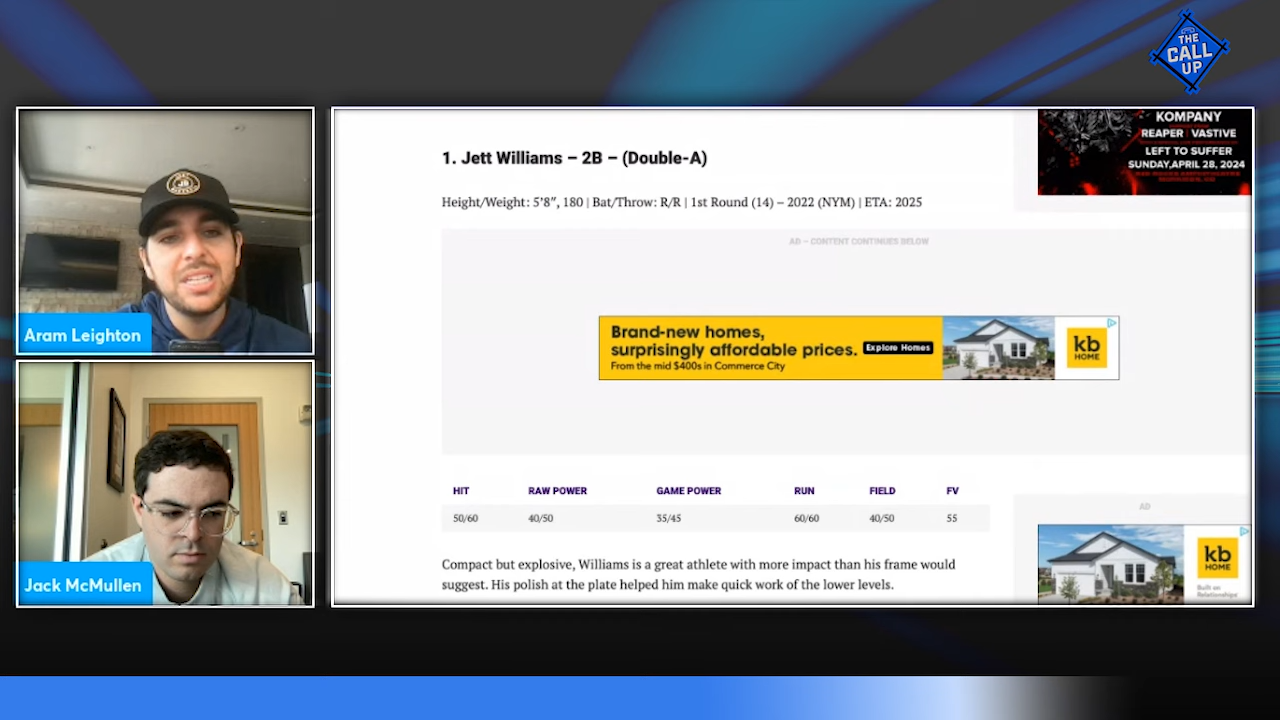 THE
CALL
UP
Aram Leighton
Jack McMullen
1. Jett Williams – 2B – (Double-A)
Height/Weight: 5'8", 180 | Bat/Throw: R/R | 1st Round (14) – 2022 (NYM) | ETA: 2025
AD – CONTENT CONTINUES BELOW
Brand-new homes,
surprisingly affordable prices.
Explore Homes
From the mid $400s in Commerce City
kb
HOME
HIT RAW POWER GAME POWER RUN FIELD FV
50/60 40/50 35/45 60/60 40/50 55
Compact but explosive, Williams is a great athlete with more impact than his frame would
suggest. His polish at the plate helped him make quick work of the lower levels.
KOMPANY
REAPER | VASTIVE
LEFT TO SUFFER
SUNDAY,APRIL 28, 2024
AD
kb
HOME
Built on
Relationships